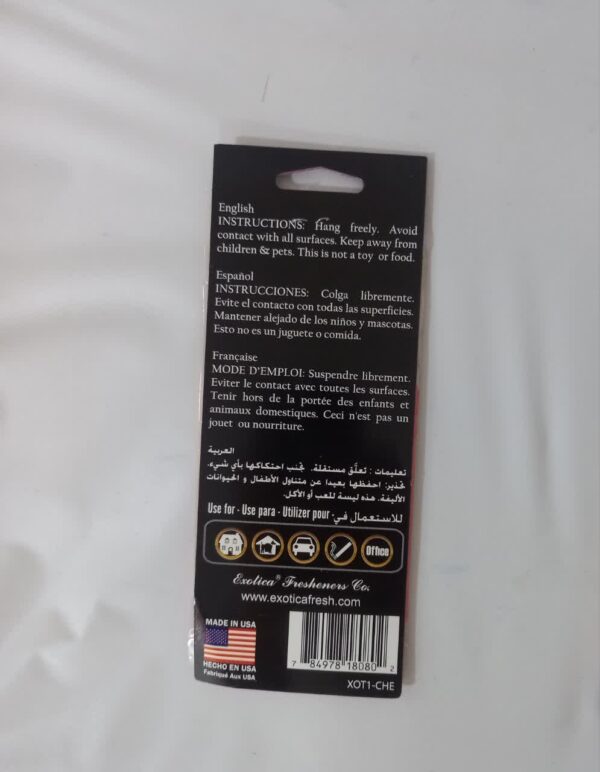 English
INSTRUCTIONS: Hang freely. Avoid
contact with all surfaces. Keep away from
children & pets. This is not a toy or food.
Español
INSTRUCCIONES: Colga libremente.
Evite el contacto con todas las superficies.
Mantener alejado de los niños y mascotas.
Esto no es un juguete o comida.
Française
MODE D'EMPLOI: Suspendre librement.
Eviter le contact avec toutes les surfaces.
Tenir hors de la portée des enfants et
animaux domestiques. Ceci n'est pas un
jouet ou nourriture.
العربية
تعليمات : تعلّق مستقلة. تجنب احتكاكها بأي شيء.
تحذير: احفظها بعيدا عن متناول الأطفال و الحيوانات
الأليفة. هذه ليسة للعب أو الأكل.
Use for - Use para - Utilizer pour - للاستعمال في
Office
Exotica® Fresheners Co.
www.exoticafresh.com
MADE IN USA
HECHO EN USA
Fabriqué Aux USA
7 84978 18080 2
XOT1-CHE